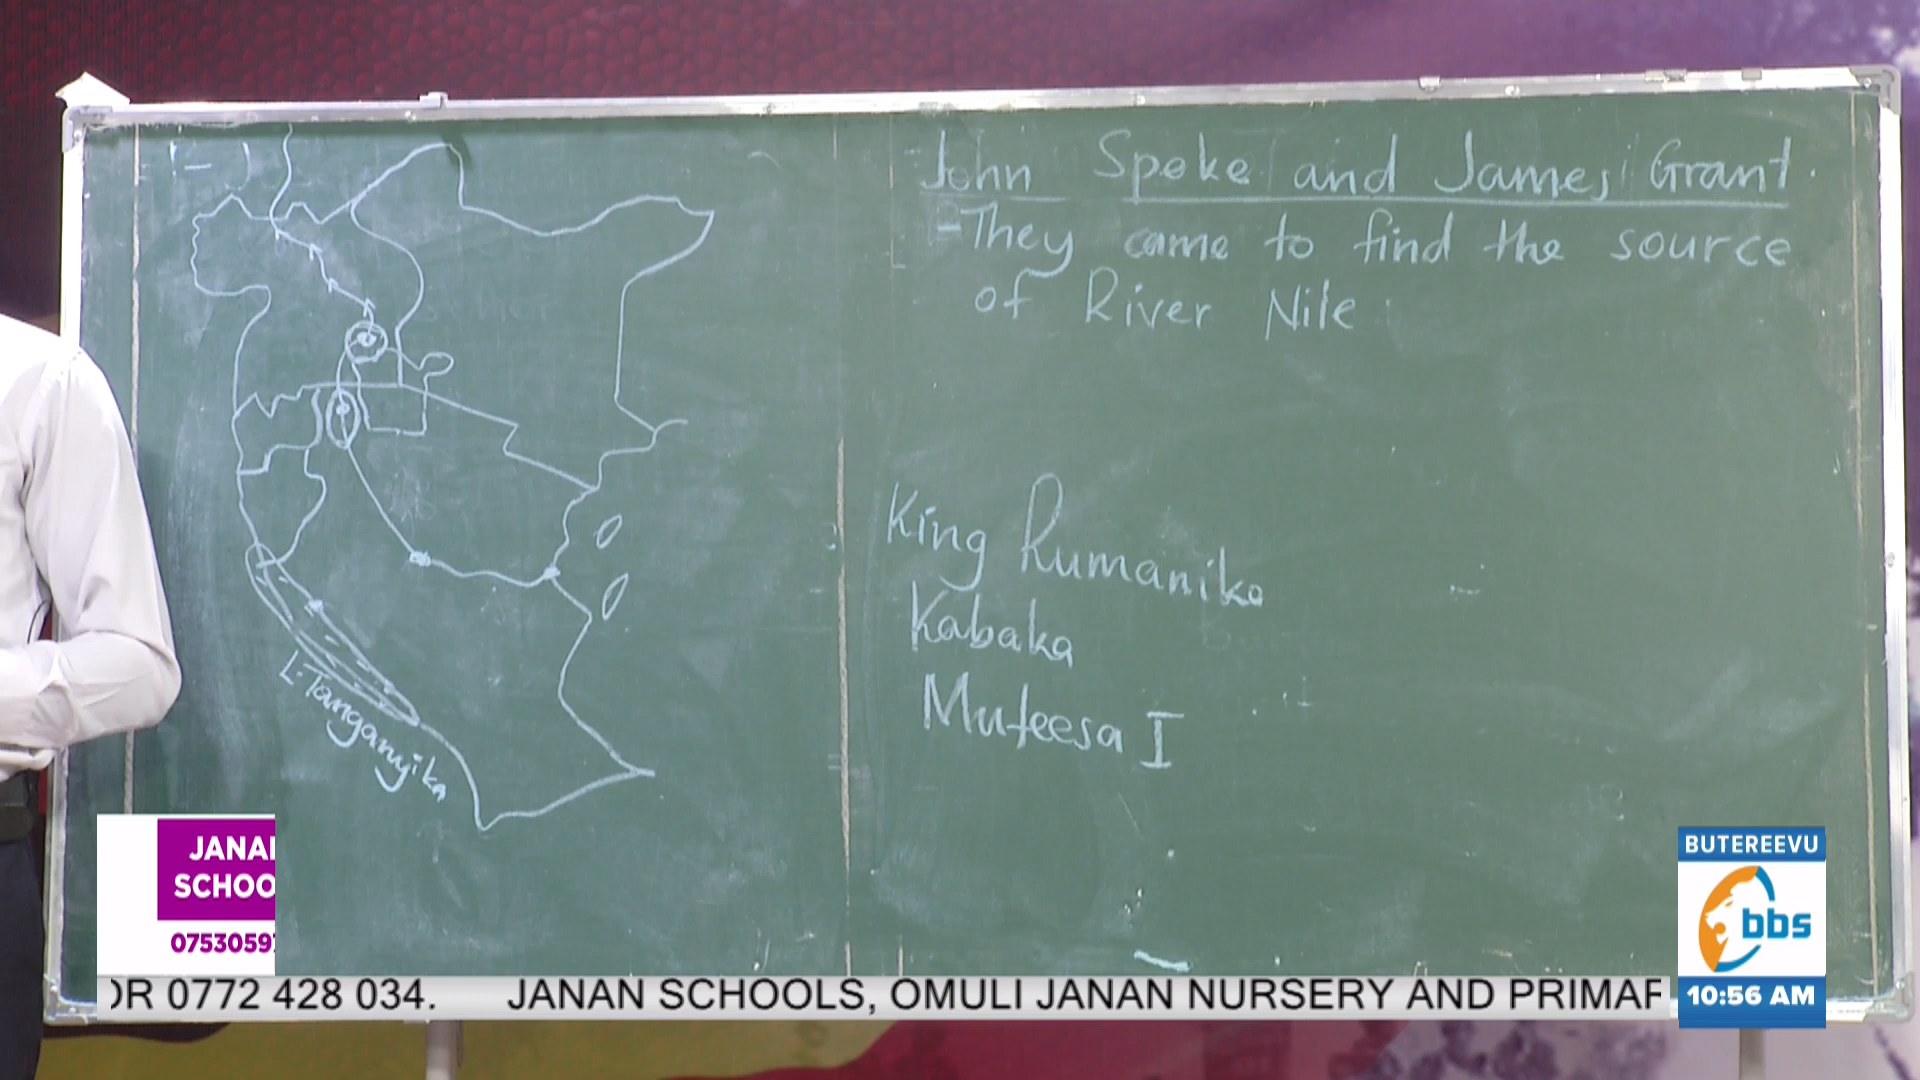 John Speke and James Grant.
- They came to find the source
of River Nile.
King Rumanika
Kabaka
Muteesa I
L. Tanganyika
JANAN
SCHOO
0753059
OR 0772 428 034. JANAN SCHOOLS, OMULI JANAN NURSERY AND PRIMAR
BUTEREEVU
bbs
10:56 AM